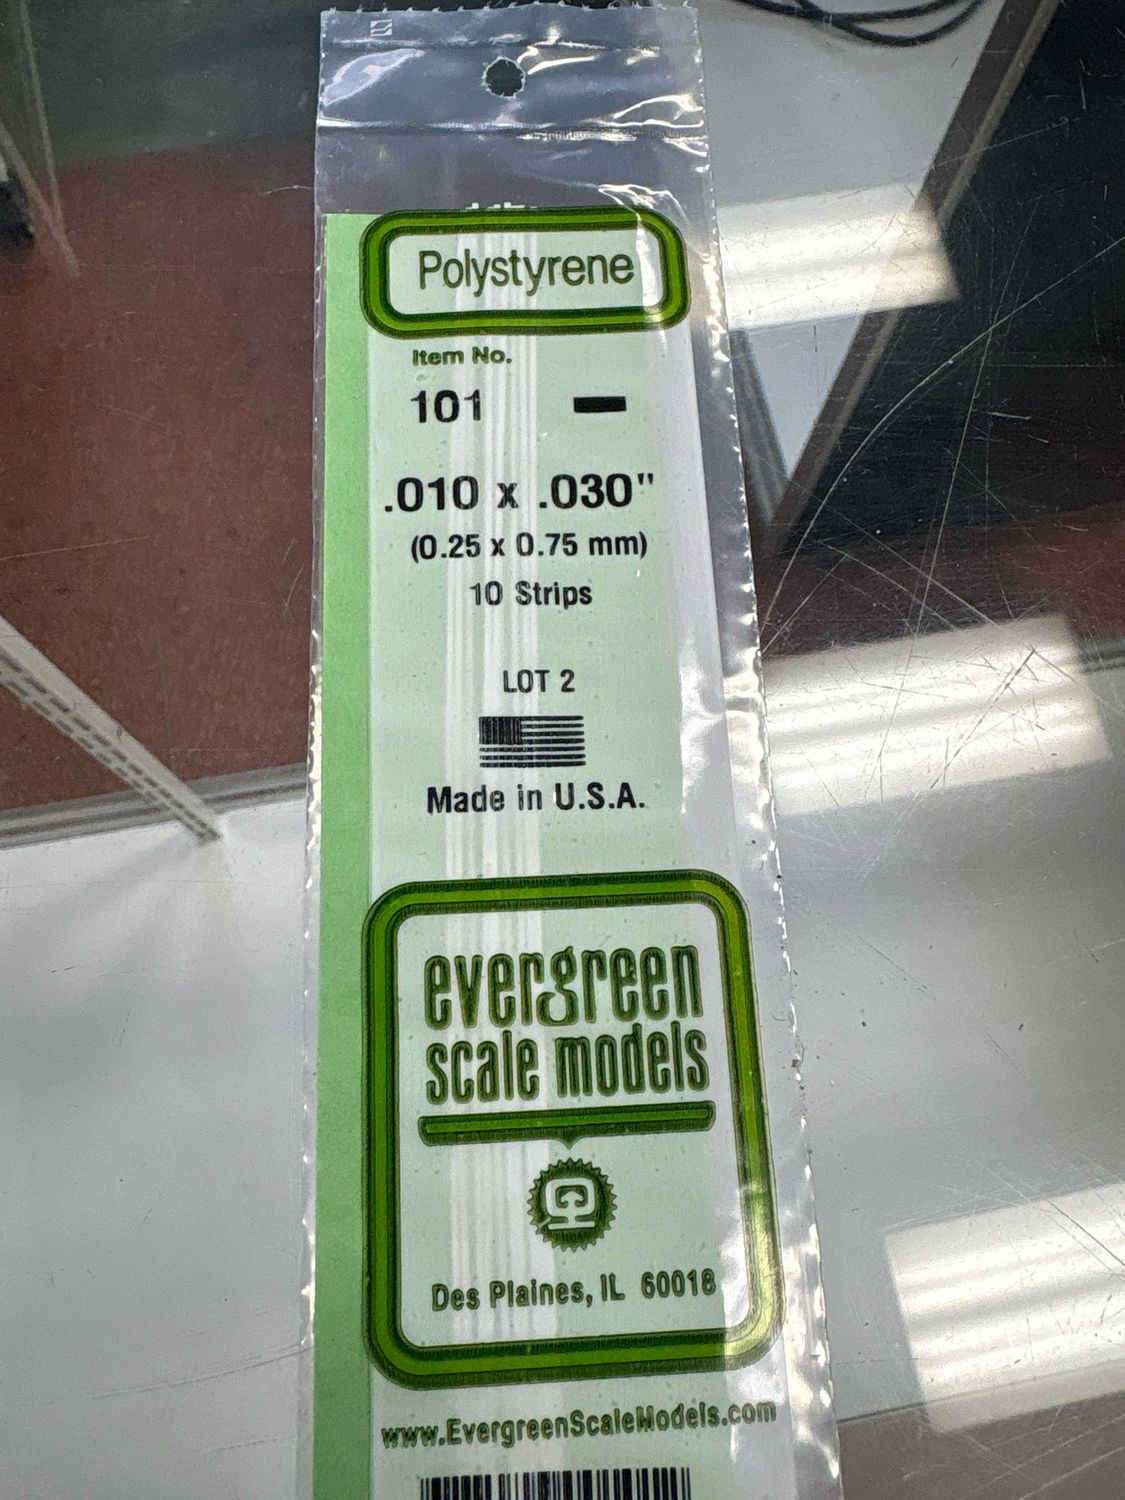 Polystyrene
Item No.
101
.010 x .030"
(0.25 x 0.75 mm)
10 Strips
LOT 2
Made in U.S.A.
evergreen
scale models
Des Plaines, IL 60018
www.EvergreenScaleModels.com